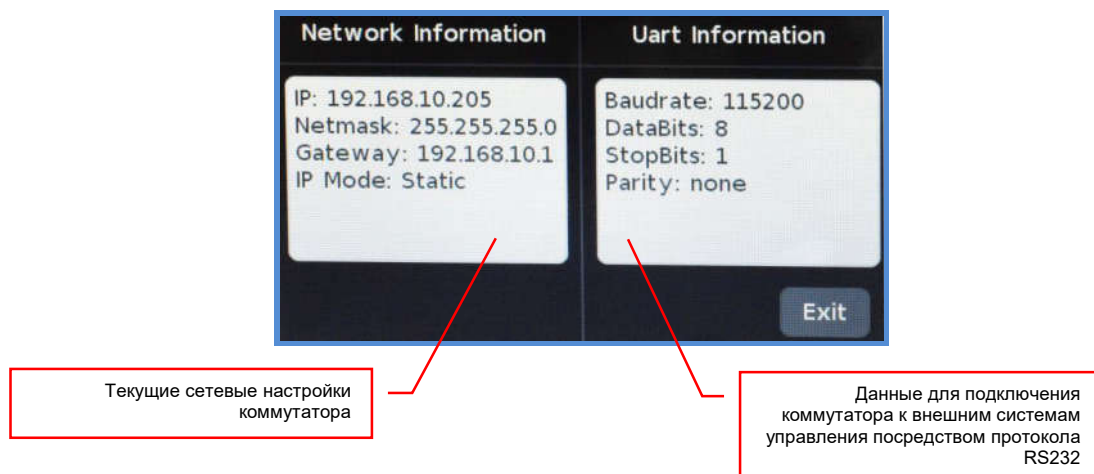 Network Information
IP: 192.168.10.205
Netmask: 255.255.255.0
Gateway: 192.168.10.1
IP Mode: Static
Uart Information
Baudrate: 115200
DataBits: 8
StopBits: 1
Parity: none
Exit
Текущие сетевые настройки
коммутатора
Данные для подключения
коммутатора к внешним системам
управления посредством протокола
RS232